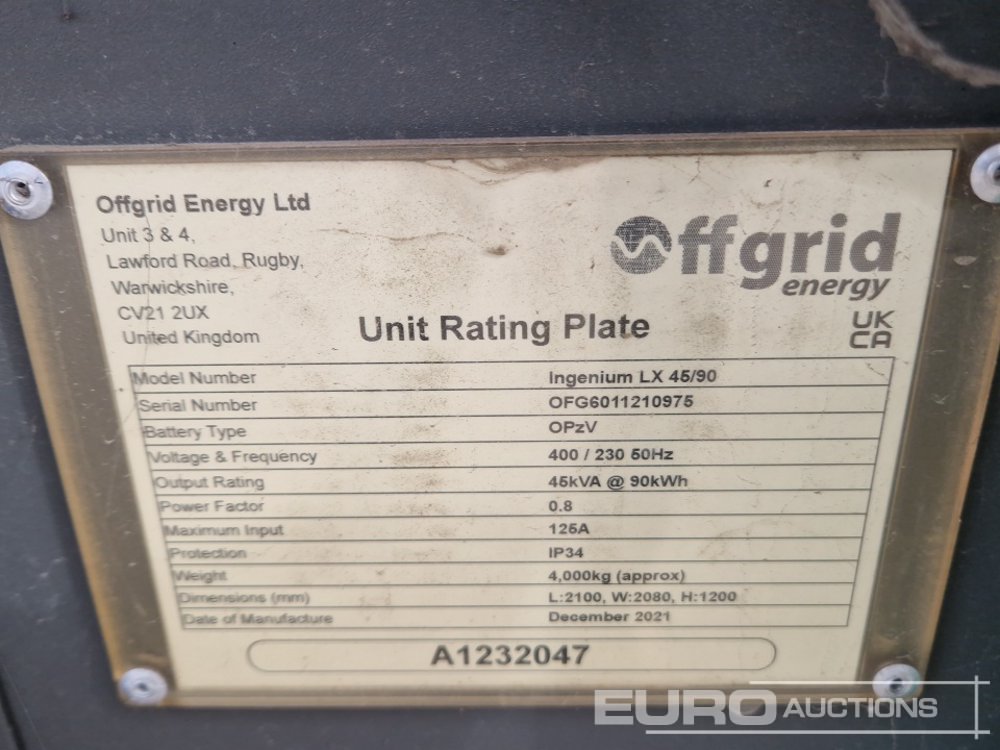 Offgrid Energy Ltd
Unit 3 & 4,
Lawford Road, Rugby,
Warwickshire,
CV21 2UX
United Kingdom
Offgrid
energy
UK
CA
Unit Rating Plate
Model Number Ingenium LX 45/90
Serial Number OFG6011210975
Battery Type OPzV
Voltage & Frequency 400 / 230 50Hz
Output Rating 45kVA @ 90kWh
Power Factor 0.8
Maximum Input 125A
Protection IP34
Weight 4,000kg (approx)
Dimensions (mm) L:2100, W:2080, H:1200
Date of Manufacture December 2021
A1232047
EURO AUCTIONS